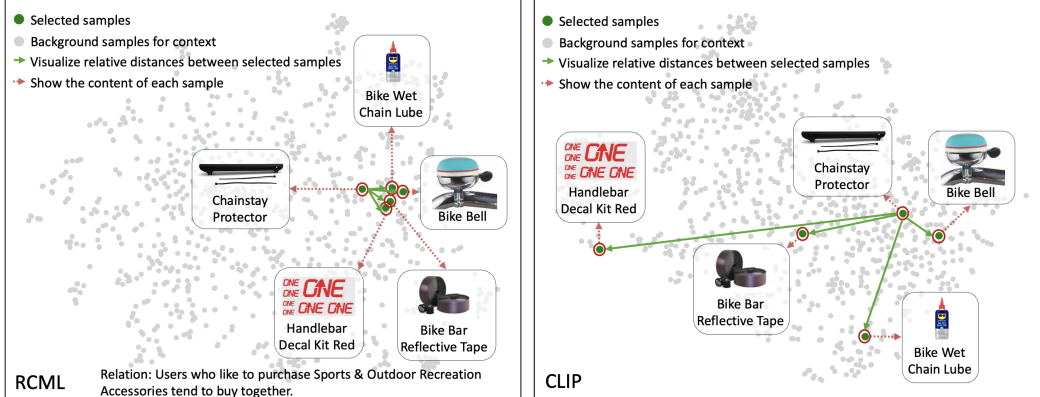 Selected samples
Background samples for context
Visualize relative distances between selected samples
Show the content of each sample
Bike Wet
Chain Lube
Chainstay
Protector
Bike Bell
ONE
ONE ONE
ONE
ONE ONE ONE
Handlebar
Decal Kit Red
Bike Bar
Reflective Tape
RCML
Relation: Users who like to purchase Sports & Outdoor Recreation
Accessories tend to buy together.
Selected samples
Background samples for context
Visualize relative distances between selected samples
Show the content of each sample
ONE
ONE ONE
ONE
ONE ONE ONE
Handlebar
Decal Kit Red
Chainstay
Protector
Bike Bell
Bike Bar
Reflective Tape
Bike Wet
Chain Lube
CLIP